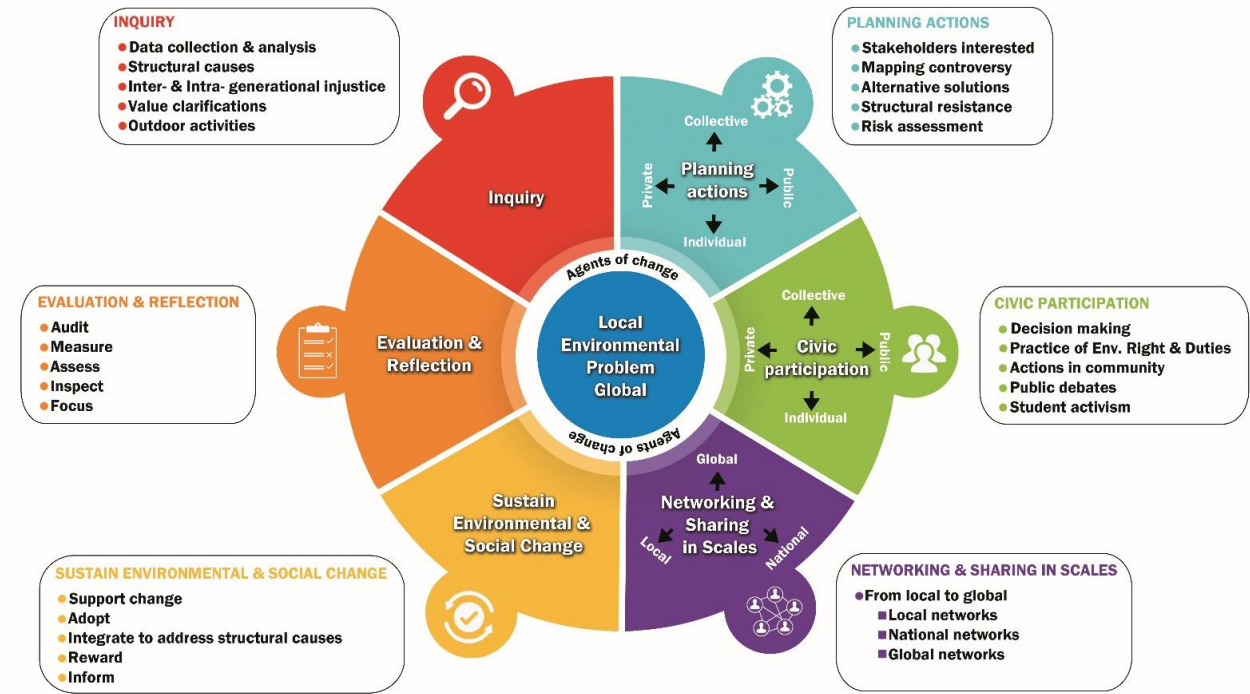 INQUIRY
Data collection & analysis
Structural causes
Inter- & Intra- generational injustice
Value clarifications
Outdoor activities
PLANNING ACTIONS
Stakeholders interested
Mapping controversy
Alternative solutions
Structural resistance
Risk assessment
Inquiry
Collective
Private
Planning
actions
Public
Individual
EVALUATION & REFLECTION
Audit
Measure
Assess
Inspect
Focus
Evaluation &
Reflection
Agents of change
Local
Environmental
Problem
Global
Agents of change
Collective
Private
Civic
participation
Public
Individual
CIVIC PARTICIPATION
Decision making
Practice of Env. Right & Duties
Actions in community
Public debates
Student activism
Sustain
Environmental &
Social Change
Global
Networking &
Sharing
in Scales
Local
National
SUSTAIN ENVIRONMENTAL & SOCIAL CHANGE
Support change
Adopt
Integrate to address structural causes
Reward
Inform
NETWORKING & SHARING IN SCALES
From local to global
Local networks
National networks
Global networks